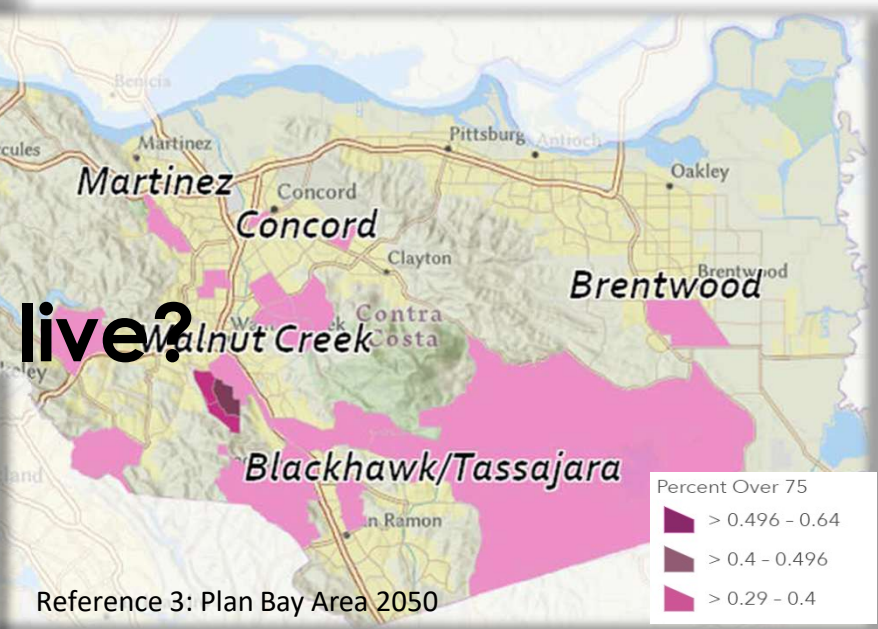 Benicia
cules
Martinez
Martinez
Pittsburg
Antioch
Oakley
Concord
Concord
Clayton
Brentwood
Brentwood
Contra
Costa
live?
Walnut Creek
keley
land
Blackhawk/Tassajara
n Ramon
Percent Over 75
> 0.496 – 0.64
> 0.4 – 0.496
> 0.29 – 0.4
Reference 3: Plan Bay Area 2050